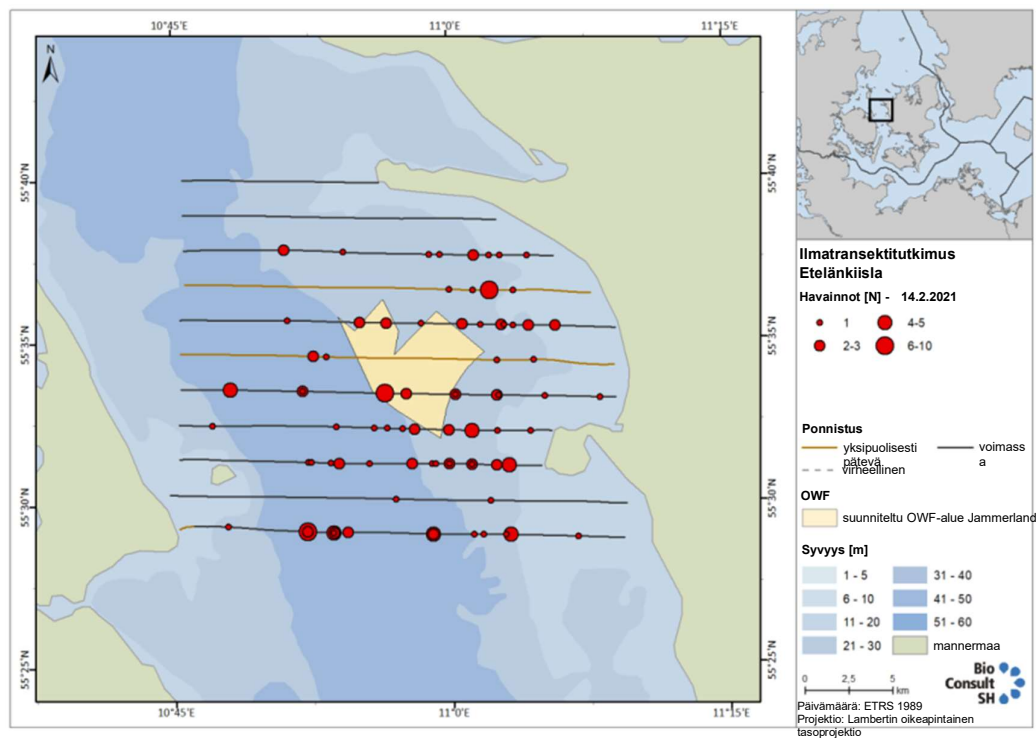 10°45'E
11°0'E
11°15'E
N
55°40'N
55°40'N
55°35'N
55°35'N
55°30'N
55°30'N
55°25'N
55°25'N
10°45'E
11°0'E
11°15'E
Ilmatransektitutkimus
Etelänkiisla
Havainnot [N] - 14.2.2021
1
4-5
2-3
6-10
Ponnistus
yksipuolisesti
pätevä
voimass
a
virheellinen
OWF
suunniteltu OWF-alue Jammerland
Syvyys [m]
1 - 5
31 - 40
6 - 10
41 - 50
11 - 20
51 - 60
21 - 30
mannermaa
0
2,5
5
km
Bio
Consult
SH
Päivämäärä: ETRS 1989
Projektio: Lambertin oikeapintainen
tasoprojektio